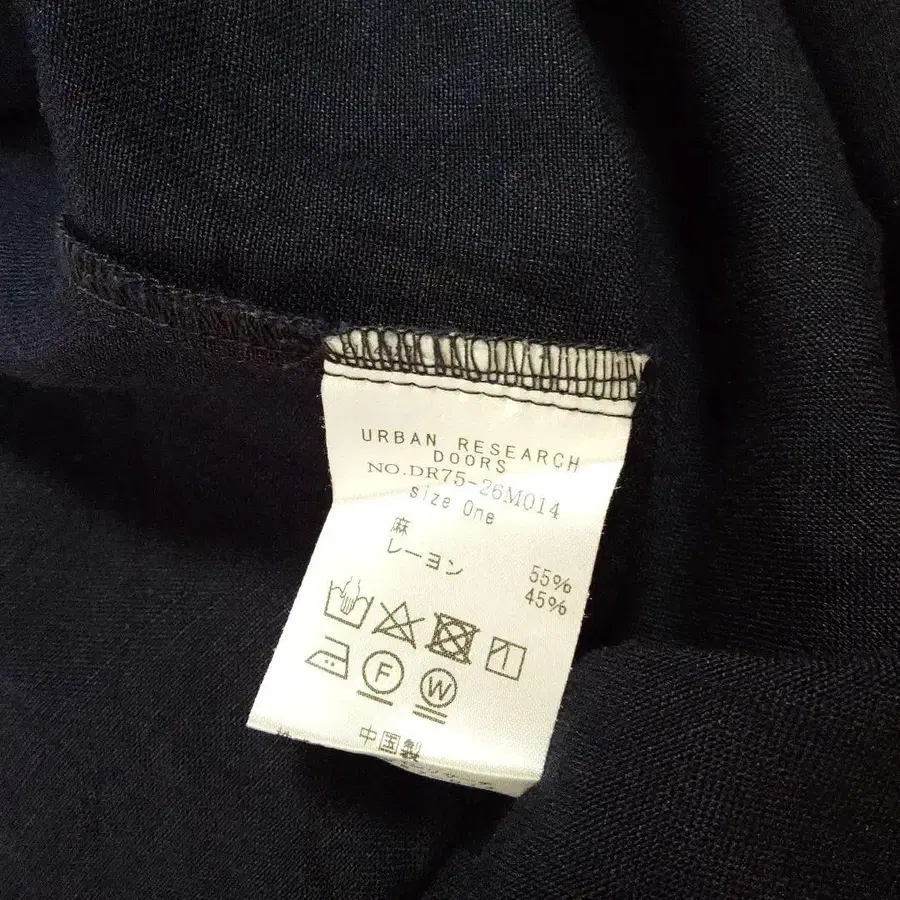 URBAN RESEARCH
DOORS
NO.DR75-26M014
size One
麻 55%
レーヨン 45%
F
W
中国製